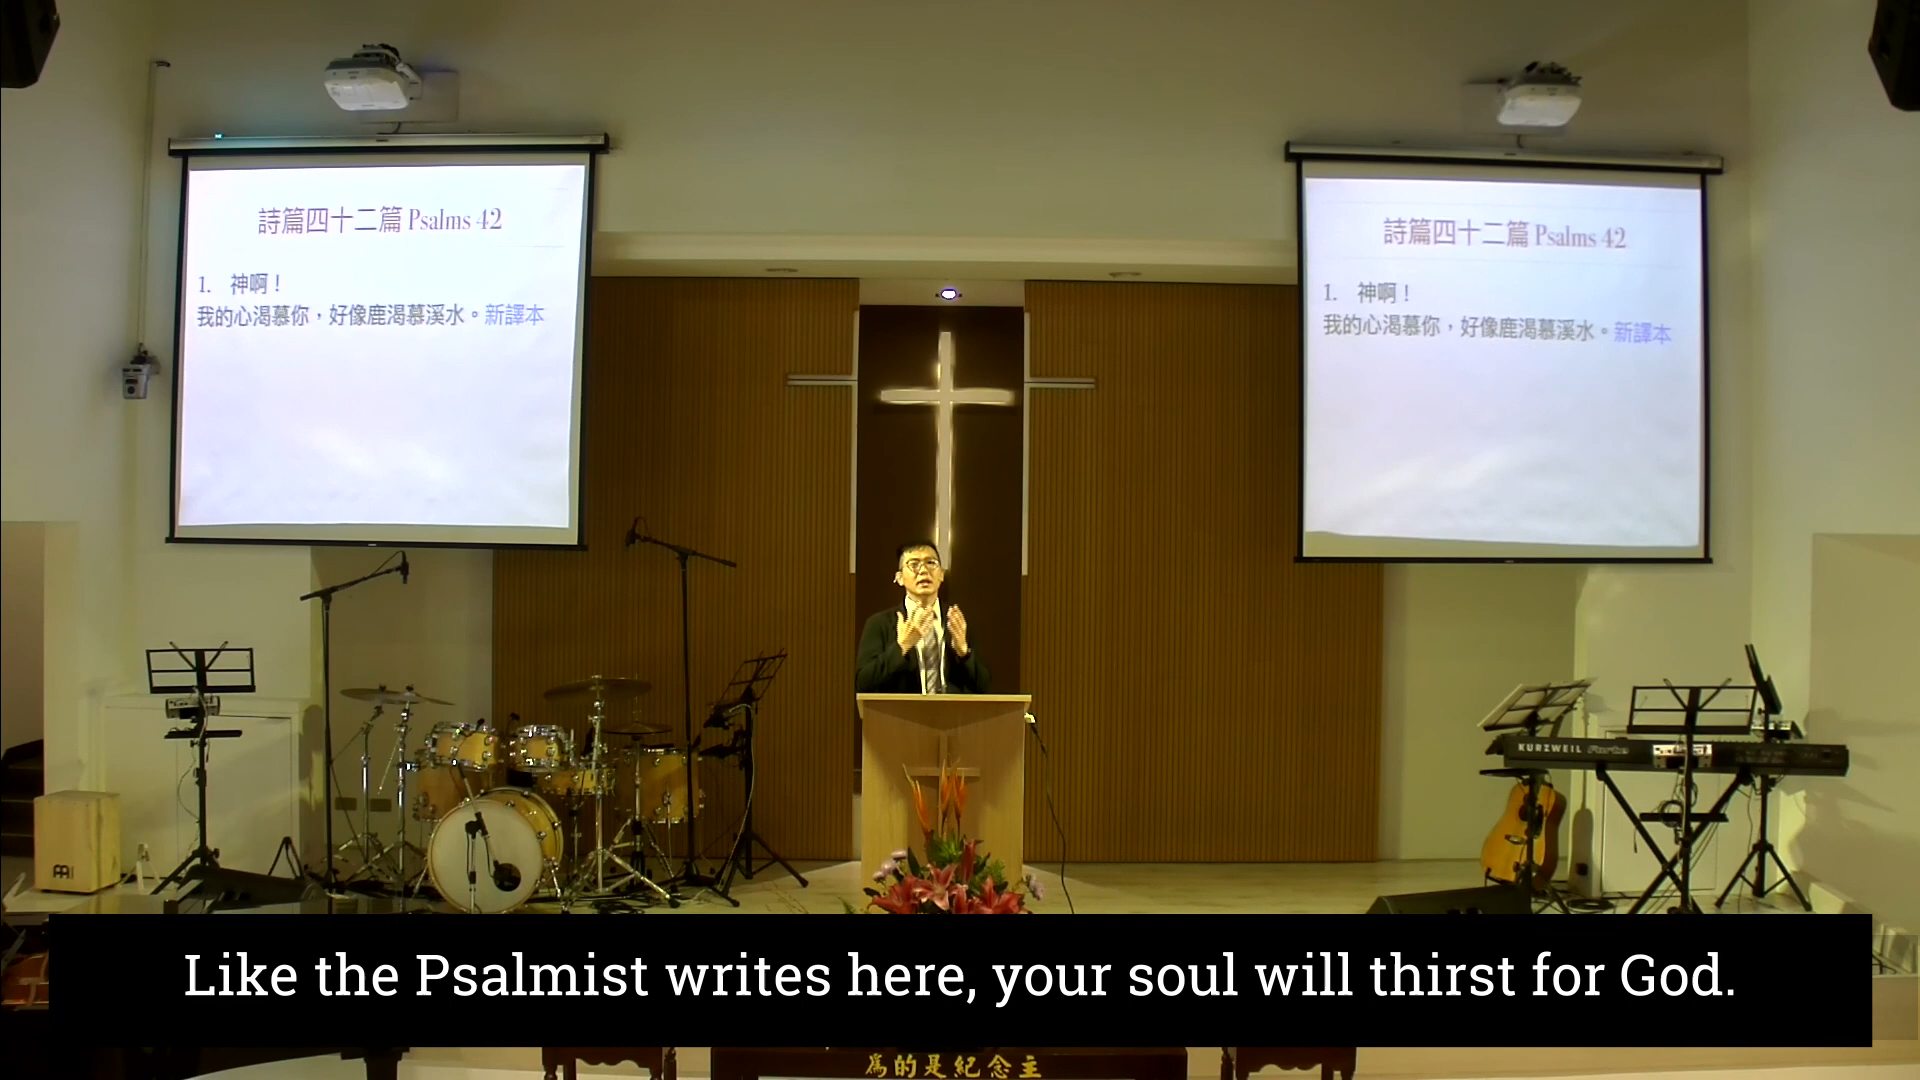 詩篇四十二篇 Psalms 42
1. 神啊！
我的心渴慕你，好像鹿渴慕溪水。新譯本
詩篇四十二篇 Psalms 42
1. 神啊！
我的心渴慕你，好像鹿渴慕溪水。新譯本
KURZWEIL Forte
Like the Psalmist writes here, your soul will thirst for God.
為的是紀念主